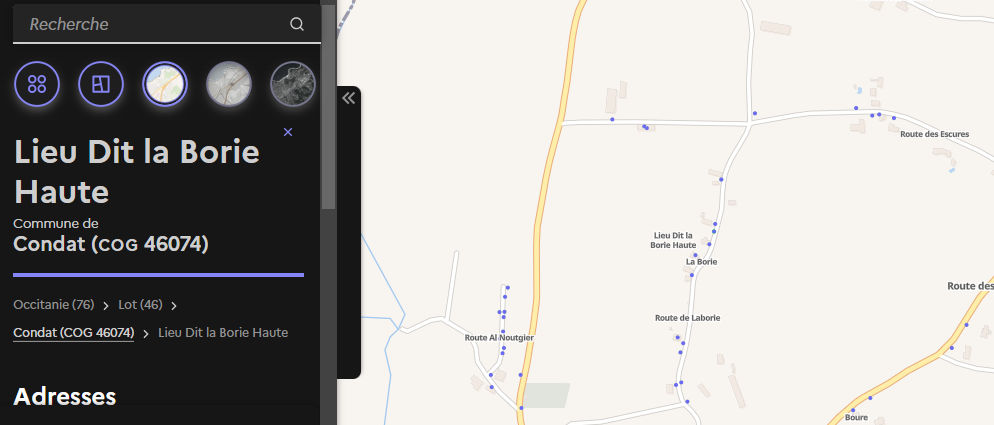 Recherche
Lieu Dit la Borie
Haute
Commune de
Condat (COG 46074)
Occitanie (76) > Lot (46) >
Condat (COG 46074) > Lieu Dit la Borie Haute
Adresses
Route des Escures
Lieu Dit la
Borie Haute
La Borie
Route des
Route de Laborie
Route Al Noutgier
Boure